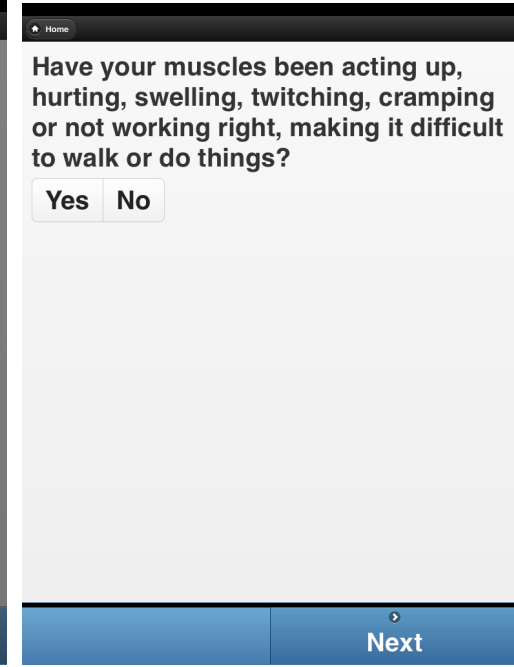 Home
Have your muscles been acting up,
hurting, swelling, twitching, cramping
or not working right, making it difficult
to walk or do things?
Yes No
Next